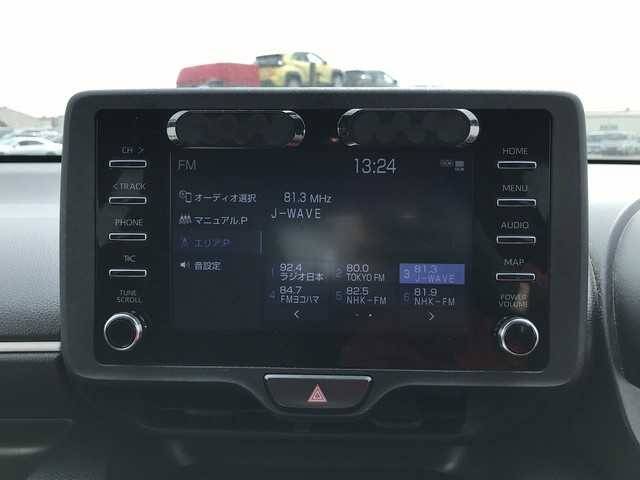 CH >
< TRACK
PHONE
TUNE
SCROLL
FM
13:24
オーディオ選択
マニュアル.P
エリア.P
音設定
81.3 MHz
J-WAVE
1 92.4
ラジオ日本
2 80.0
TOKYO FM
3 81.3
J-WAVE
4 84.7
FMヨコハマ
5 82.5
NHK-FM
6 81.9
NHK-FM
HOME
MENU
AUDIO
MAP
POWER
VOLUME